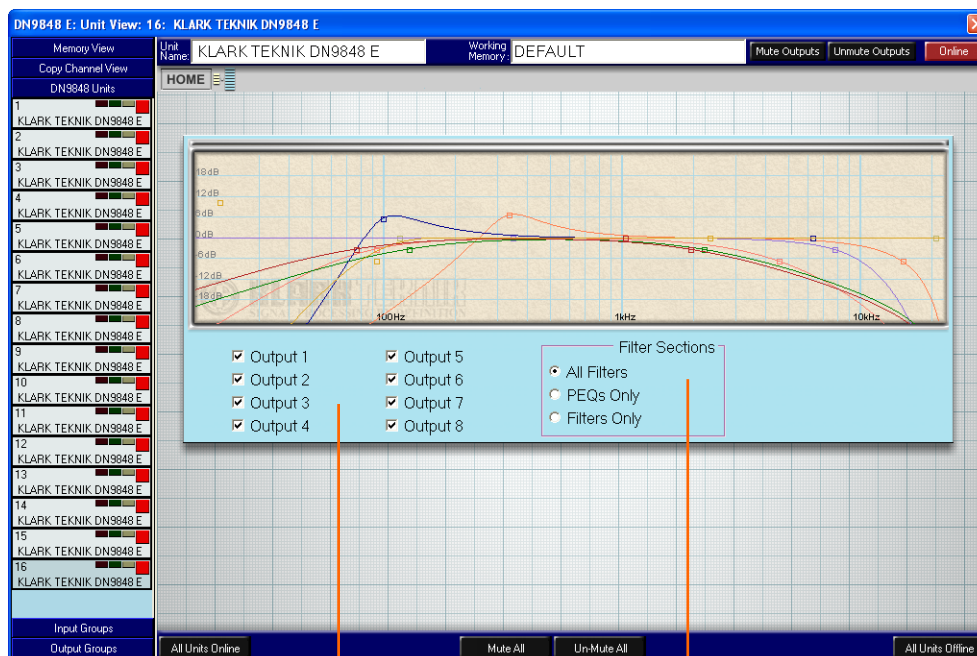 DN9848 E: Unit View: 16: KLARK TEKNIK DN9848 E
Memory View
Copy Channel View
DN9848 Units
Unit Name: KLARK TEKNIK DN9848 E
Working Memory: DEFAULT
Mute Outputs
Unmute Outputs
Online
HOME
1
KLARK TEKNIK DN9848 E
2
KLARK TEKNIK DN9848 E
3
KLARK TEKNIK DN9848 E
4
KLARK TEKNIK DN9848 E
5
KLARK TEKNIK DN9848 E
6
KLARK TEKNIK DN9848 E
7
KLARK TEKNIK DN9848 E
8
KLARK TEKNIK DN9848 E
9
KLARK TEKNIK DN9848 E
10
KLARK TEKNIK DN9848 E
11
KLARK TEKNIK DN9848 E
12
KLARK TEKNIK DN9848 E
13
KLARK TEKNIK DN9848 E
14
KLARK TEKNIK DN9848 E
15
KLARK TEKNIK DN9848 E
16
KLARK TEKNIK DN9848 E
Input Groups
Output Groups
18dB
12dB
6dB
0dB
-6dB
-12dB
-18dB
KLARK TEKNIK
100Hz
1kHz
10kHz
Output 1
Output 2
Output 3
Output 4
Output 5
Output 6
Output 7
Output 8
Filter Sections
All Filters
PEQs Only
Filters Only
All Units Online
Mute All
Un-Mute All
All Units Offline